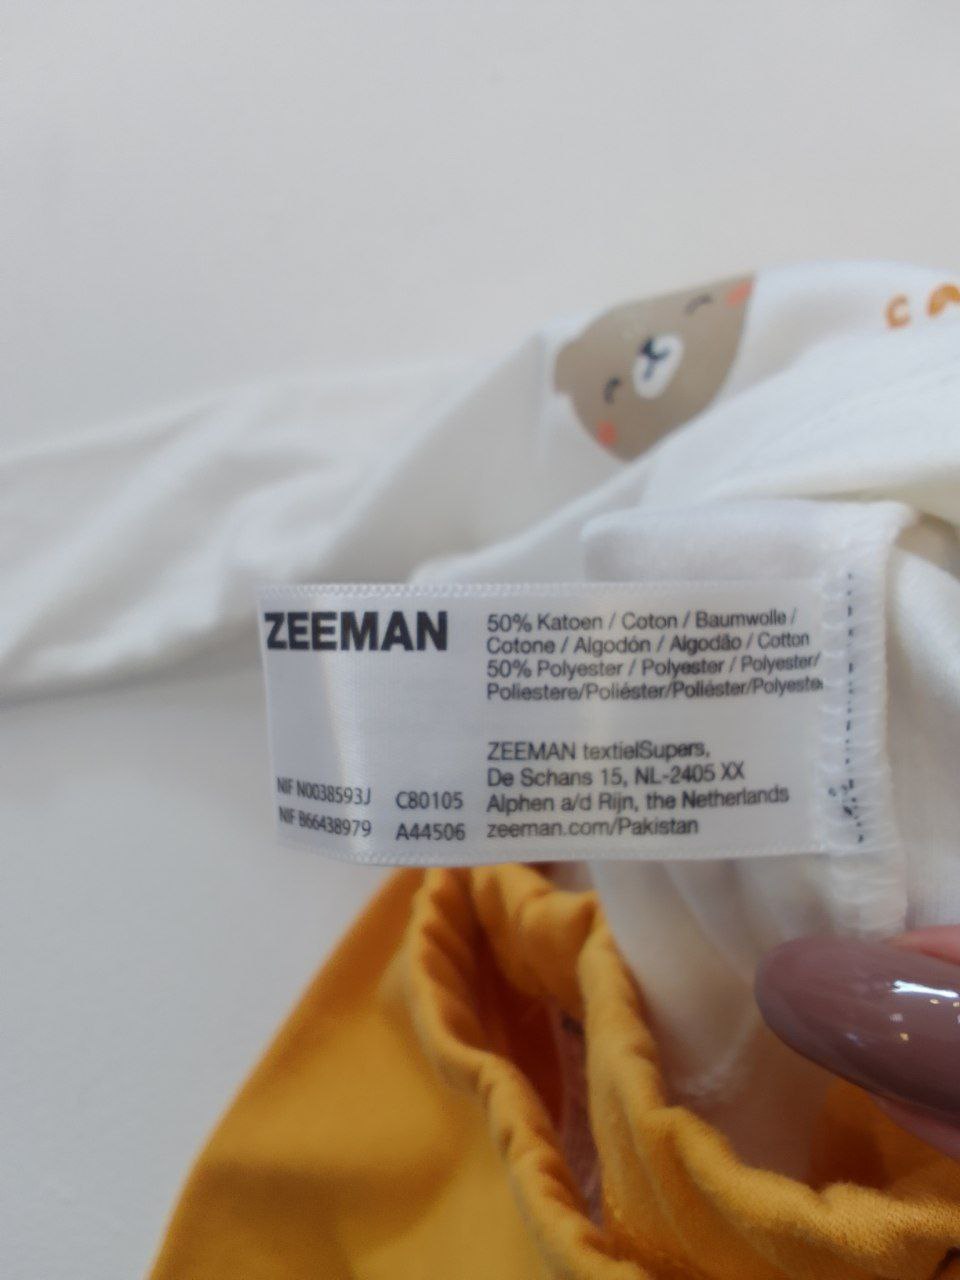 ca
ZEEMAN
50% Katoen / Coton / Baumwolle /
Cotone / Algodón / Algodão / Cotton
50% Polyester / Polyester / Polyester/
Poliestere/Poliéster/Poliéster/Polyester
ZEEMAN textielSupers,
De Schans 15, NL-2405 XX
Alphen a/d Rijn, the Netherlands
zeeman.com/Pakistan
NIF N0038593J C80105
NIF B66438979 A44506